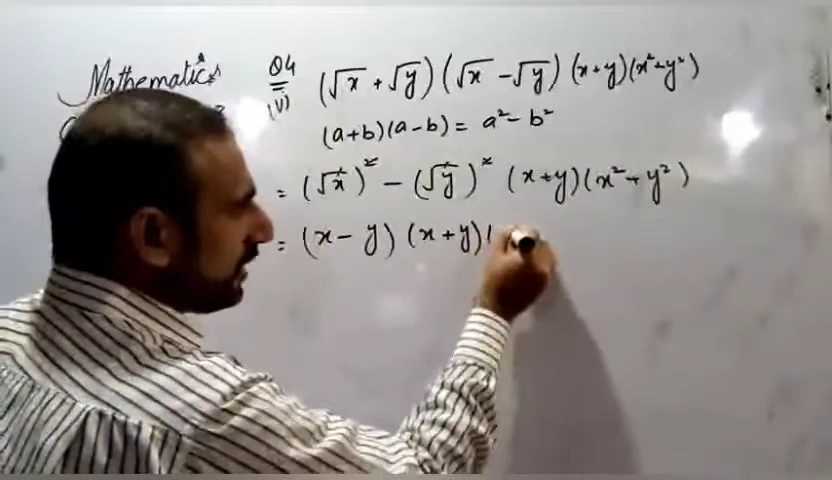 Mathematics
Q4 (√x + √y)(√x - √y)(x+y)(x²+y²)
(v)
(a+b)(a-b) = a² - b²
= (√x)² - (√y)² (x+y)(x²+y²)
= (x - y) (x+y)(